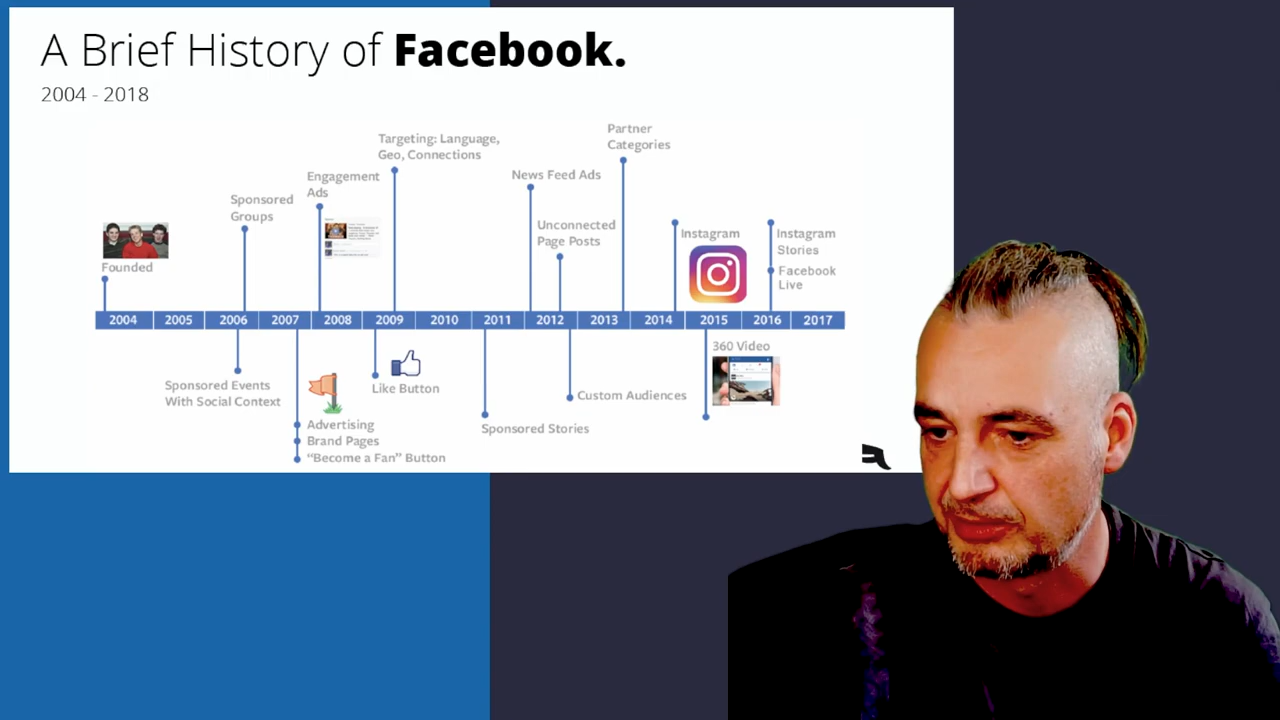 A Brief History of Facebook.
2004 - 2018
Partner
Categories
Targeting: Language,
Geo, Connections
Engagement
Ads
News Feed Ads
Sponsored
Groups
Unconnected
Page Posts
Instagram
Instagram
Stories
Founded
Facebook
Live
2004 2005 2006 2007 2008 2009 2010 2011 2012 2013 2014 2015 2016 2017
360 Video
Sponsored Events
With Social Context
Like Button
Custom Audiences
Advertising
Brand Pages
"Become a Fan" Button
Sponsored Stories